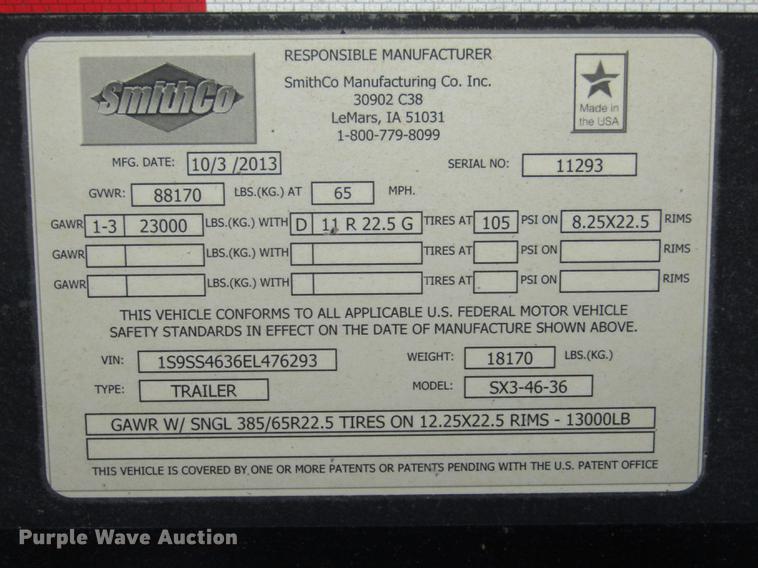 SmithCo
RESPONSIBLE MANUFACTURER
SmithCo Manufacturing Co. Inc.
30902 C38
LeMars, IA 51031
1-800-779-8099
Made in
the USA
MFG. DATE: 10/3 /2013 SERIAL NO: 11293
GVWR: 88170 LBS.(KG.) AT 65 MPH.
GAWR 1-3 23000 LBS.(KG.) WITH D 11 R 22.5 G TIRES AT 105 PSI ON 8.25X22.5 RIMS
GAWR LBS.(KG.) WITH TIRES AT PSI ON RIMS
GAWR LBS.(KG.) WITH TIRES AT PSI ON RIMS
THIS VEHICLE CONFORMS TO ALL APPLICABLE U.S. FEDERAL MOTOR VEHICLE
SAFETY STANDARDS IN EFFECT ON THE DATE OF MANUFACTURE SHOWN ABOVE.
VIN: 1S9SS4636EL476293 WEIGHT: 18170 LBS.(KG.)
TYPE: TRAILER MODEL: SX3-46-36
GAWR W/ SNGL 385/65R22.5 TIRES ON 12.25X22.5 RIMS - 13000LB
THIS VEHICLE IS COVERED BY ONE OR MORE PATENTS OR PATENTS PENDING WITH THE U.S. PATENT OFFICE
Purple Wave Auction